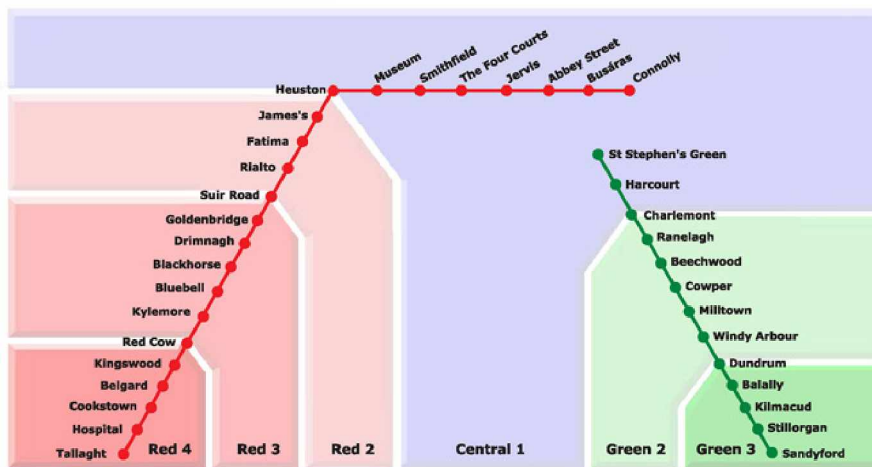 Museum
Smithfield
The Four Courts
Jervis
Abbey Street
Busáras
Connolly
Heuston
James's
Fatima
Rialto
Suir Road
Goldenbridge
Drimnagh
Blackhorse
Bluebell
Kylemore
Red Cow
Kingswood
Belgard
Cookstown
Hospital
Tallaght
St Stephen's Green
Harcourt
Charlemont
Ranelagh
Beechwood
Cowper
Milltown
Windy Arbour
Dundrum
Balally
Kilmacud
Stillorgan
Sandyford
Red 4
Red 3
Red 2
Central 1
Green 2
Green 3